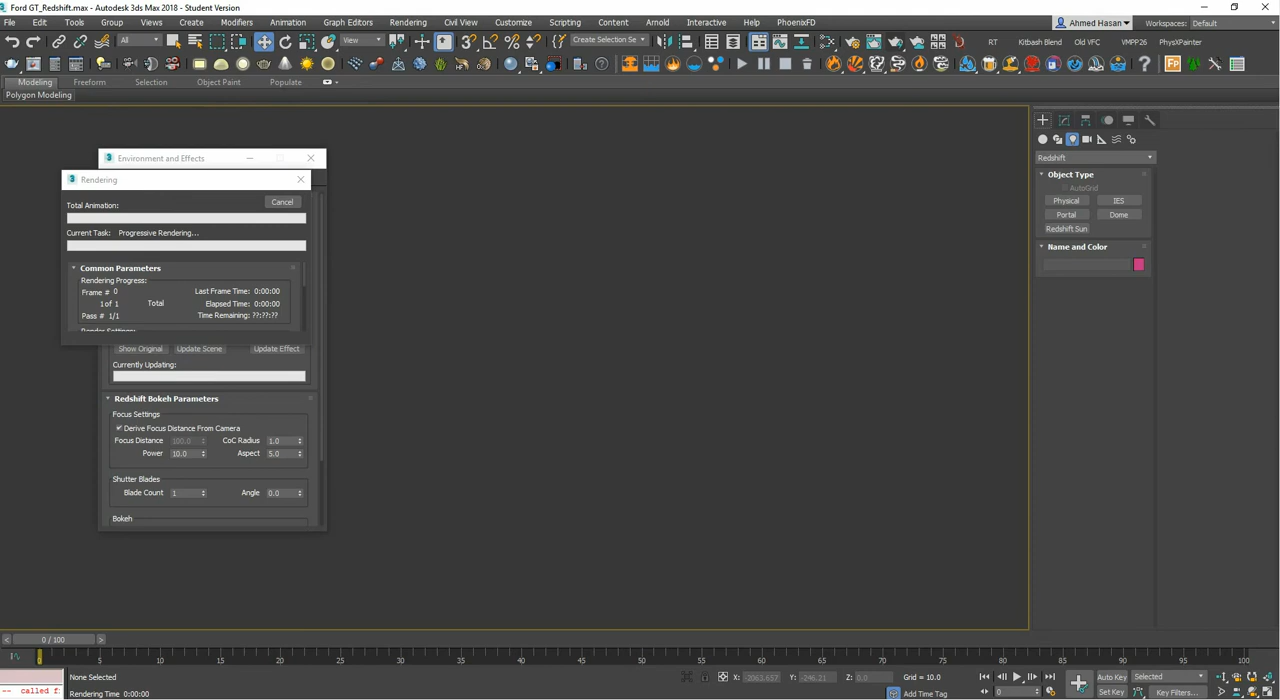 Ford GT_Redshift.max - Autodesk 3ds Max 2018 - Student Version
File Edit Tools Group Views Create Modifiers Animation Graph Editors Rendering Civil View Customize Scripting Content Arnold Interactive Help PhoenixFD
Ahmed Hasan Workspaces: Default
All View Create Selection Se RT Kitbash Blend Old VFC VMPP26 PhysXPainter
Modeling Freeform Selection Object Paint Populate
Polygon Modeling
Environment and Effects
Rendering
Cancel
Total Animation:
Current Task: Progressive Rendering...
Common Parameters
Rendering Progress:
Frame # 0 Last Frame Time: 0:00:00
1 of 1 Total Elapsed Time: 0:00:00
Pass # 1/1 Time Remaining: ??:??:??
Render Settings:
Show Original Update Scene Update Effect
Currently Updating:
Redshift Bokeh Parameters
Focus Settings
Derive Focus Distance From Camera
Focus Distance 100.0 CoC Radius 1.0
Power 10.0 Aspect 5.0
Shutter Blades
Blade Count 1 Angle 0.0
Bokeh
Redshift
Object Type
AutoGrid
Physical IES
Portal Dome
Redshift Sun
Name and Color
< 0 / 100 >
0 5 10 15 20 25 30 35 40 45 50 55 60 65 70 75 80 85 90 95 100
None Selected X: -2063.657 Y: -246.21 Z: 0.0 Grid = 10.0 Auto Key Selected
-- called f: Rendering Time 0:00:00 Add Time Tag 0 Set Key Key Filters...